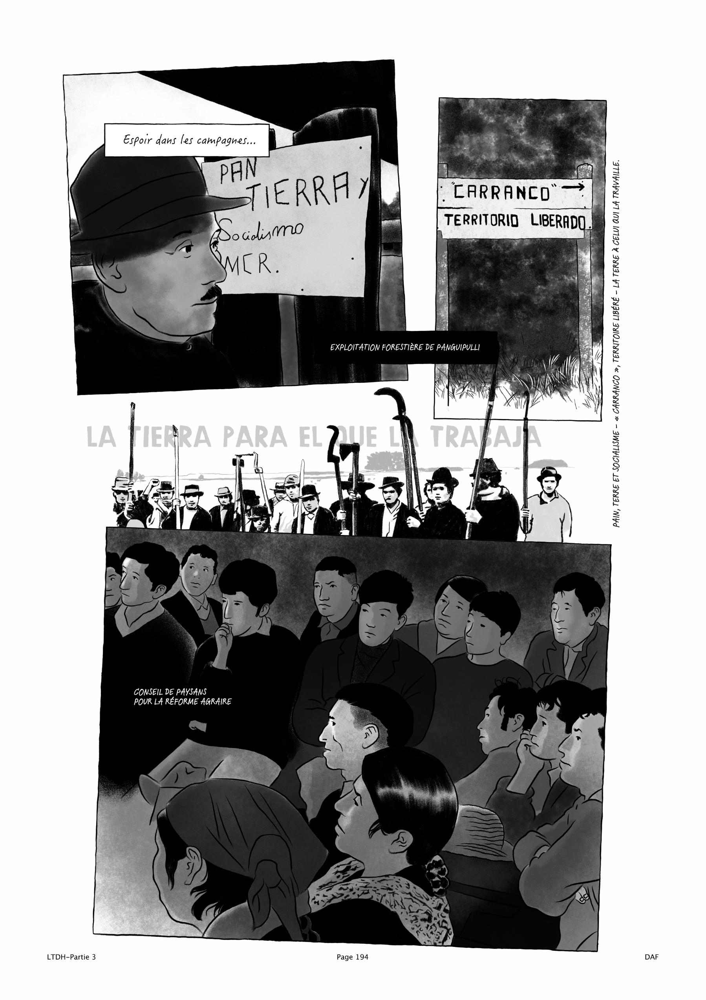 Espoir dans les campagnes...
PAN
TIERRA y
Socialismo
MCR.
"CARRANCO" →
TERRITORIO LIBERADO.
EXPLOITATION FORESTIÈRE DE PANGUIPULLI
PAIN, TERRE ET SOCIALISME - « CARRANCO », TERRITOIRE LIBÉRÉ - LA TERRE À CELUI QUI LA TRAVAILLE.
LA TIERRA PARA EL QUE LA TRABAJA
CONSEIL DE PAYSANS
POUR LA RÉFORME AGRAIRE
LTDH-Partie 3
Page 194
DAF